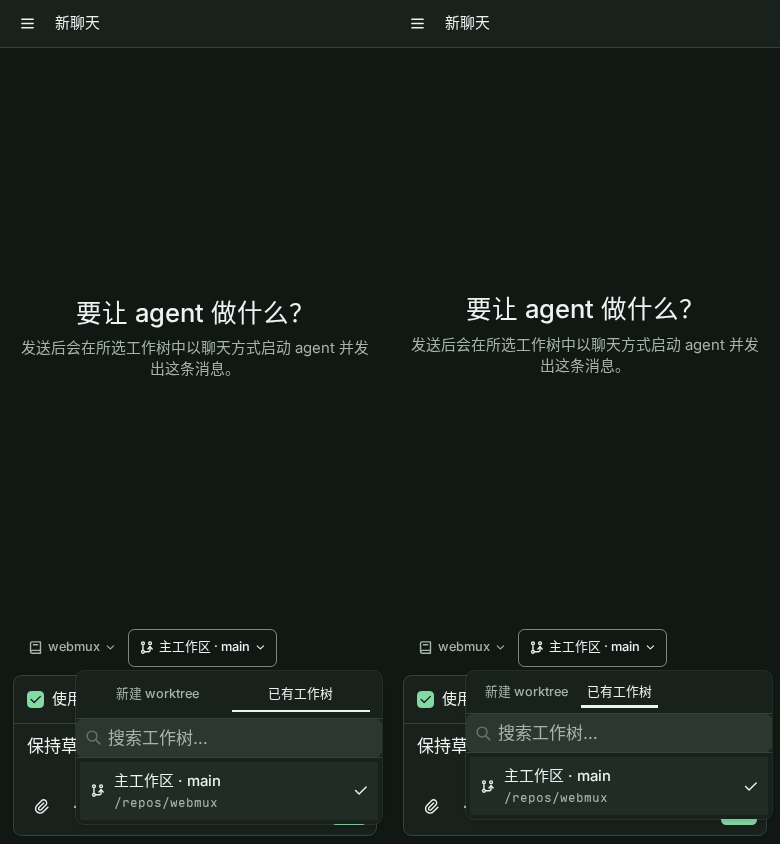 新聊天
要让 agent 做什么？
发送后会在所选工作树中以聊天方式启动 agent 并发
出这条消息。
webmux
主工作区 · main
使用
新建 worktree
已有工作树
保持草
搜索工作树...
主工作区 · main
/repos/webmux
新聊天
要让 agent 做什么？
发送后会在所选工作树中以聊天方式启动 agent 并发
出这条消息。
webmux
主工作区 · main
使用
新建 worktree
已有工作树
保持草
搜索工作树...
主工作区 · main
/repos/webmux